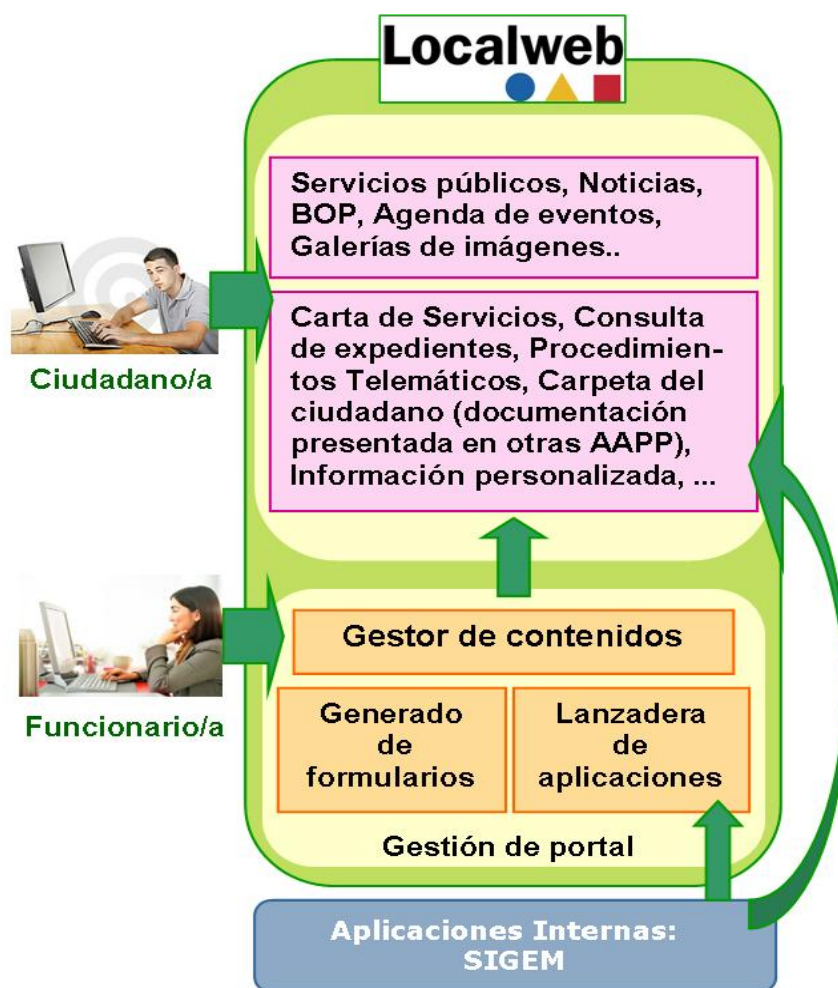 Localweb
Servicios públicos, Noticias,
BOP, Agenda de eventos,
Galerías de imágenes..
Ciudadano/a
Carta de Servicios, Consulta
de expedientes, Procedimien-
tos Telemáticos, Carpeta del
ciudadano (documentación
presentada en otras AAPP),
Información personalizada, ...
Funcionario/a
Gestor de contenidos
Generado
de
formularios
Lanzadera
de
aplicaciones
Gestión de portal
Aplicaciones Internas:
SIGEM